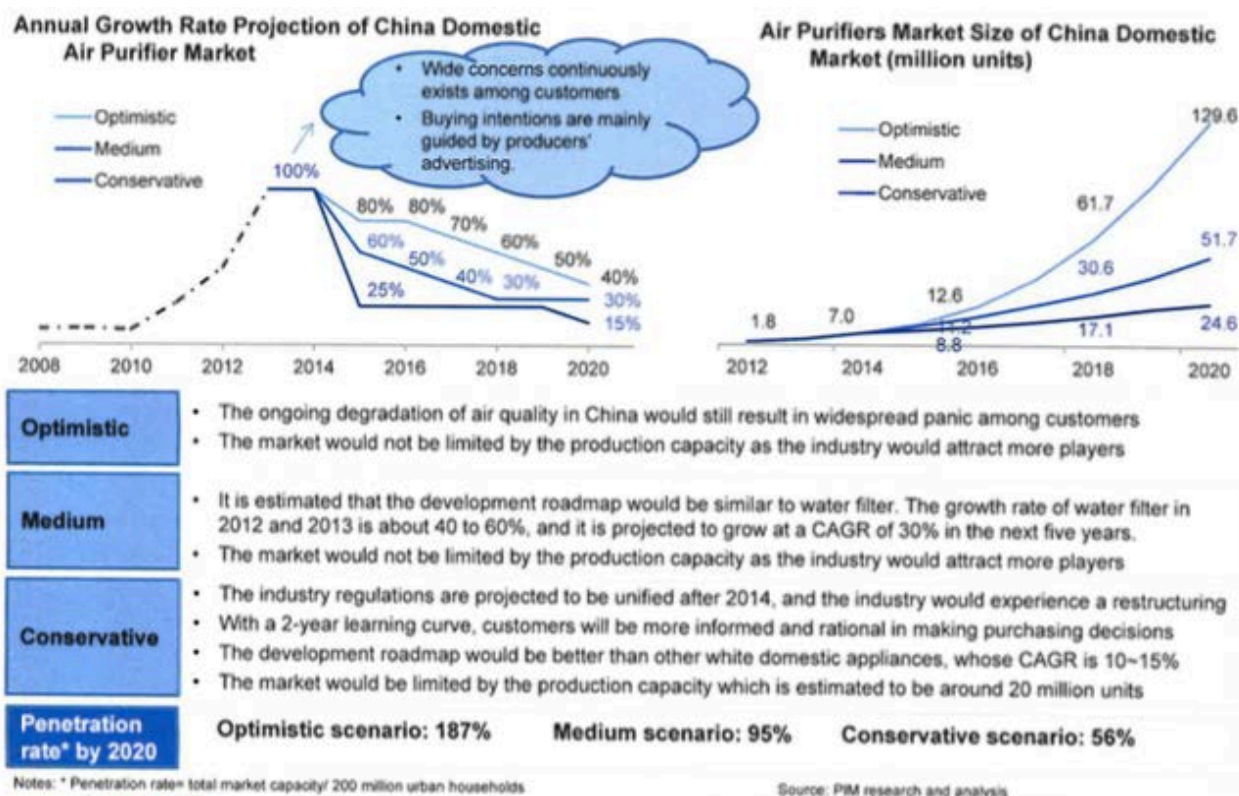 Annual Growth Rate Projection of China Domestic
Air Purifier Market
Optimistic
Medium
Conservative
• Wide concerns continuously
exists among customers
• Buying intentions are mainly
guided by producers'
advertising.
100%
80% 80%
70%
60%
50%
40%
60%
50%
40% 30%
30%
25%
15%
2008 2010 2012 2014 2016 2018 2020
Air Purifiers Market Size of China Domestic
Market (million units)
Optimistic
Medium
Conservative
129.6
61.7
51.7
30.6
12.6
1.8 7.0
11.2
8.8
17.1
24.6
2012 2014 2016 2018 2020
Optimistic
• The ongoing degradation of air quality in China would still result in widespread panic among customers
• The market would not be limited by the production capacity as the industry would attract more players
Medium
• It is estimated that the development roadmap would be similar to water filter. The growth rate of water filter in
2012 and 2013 is about 40 to 60%, and it is projected to grow at a CAGR of 30% in the next five years.
• The market would not be limited by the production capacity as the industry would attract more players
Conservative
• The industry regulations are projected to be unified after 2014, and the industry would experience a restructuring
• With a 2-year learning curve, customers will be more informed and rational in making purchasing decisions
• The development roadmap would be better than other white domestic appliances, whose CAGR is 10~15%
• The market would be limited by the production capacity which is estimated to be around 20 million units
Penetration
rate* by 2020
Optimistic scenario: 187% Medium scenario: 95% Conservative scenario: 56%
Notes: * Penetration rate= total market capacity/ 200 million urban households
Source: PIM research and analysis